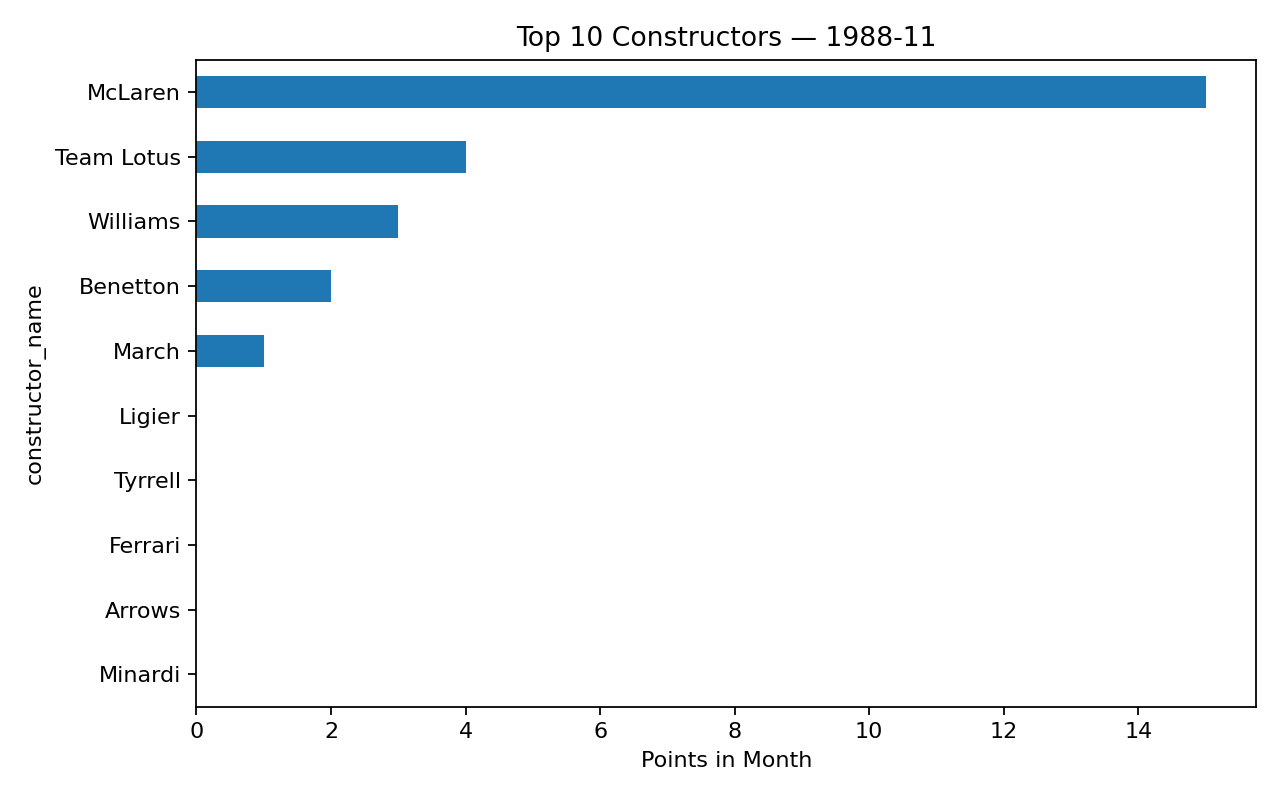 Top 10 Constructors — 1988-11
constructor_name
McLaren
Team Lotus
Williams
Benetton
March
Ligier
Tyrrell
Ferrari
Arrows
Minardi
0 2 4 6 8 10 12 14
Points in Month